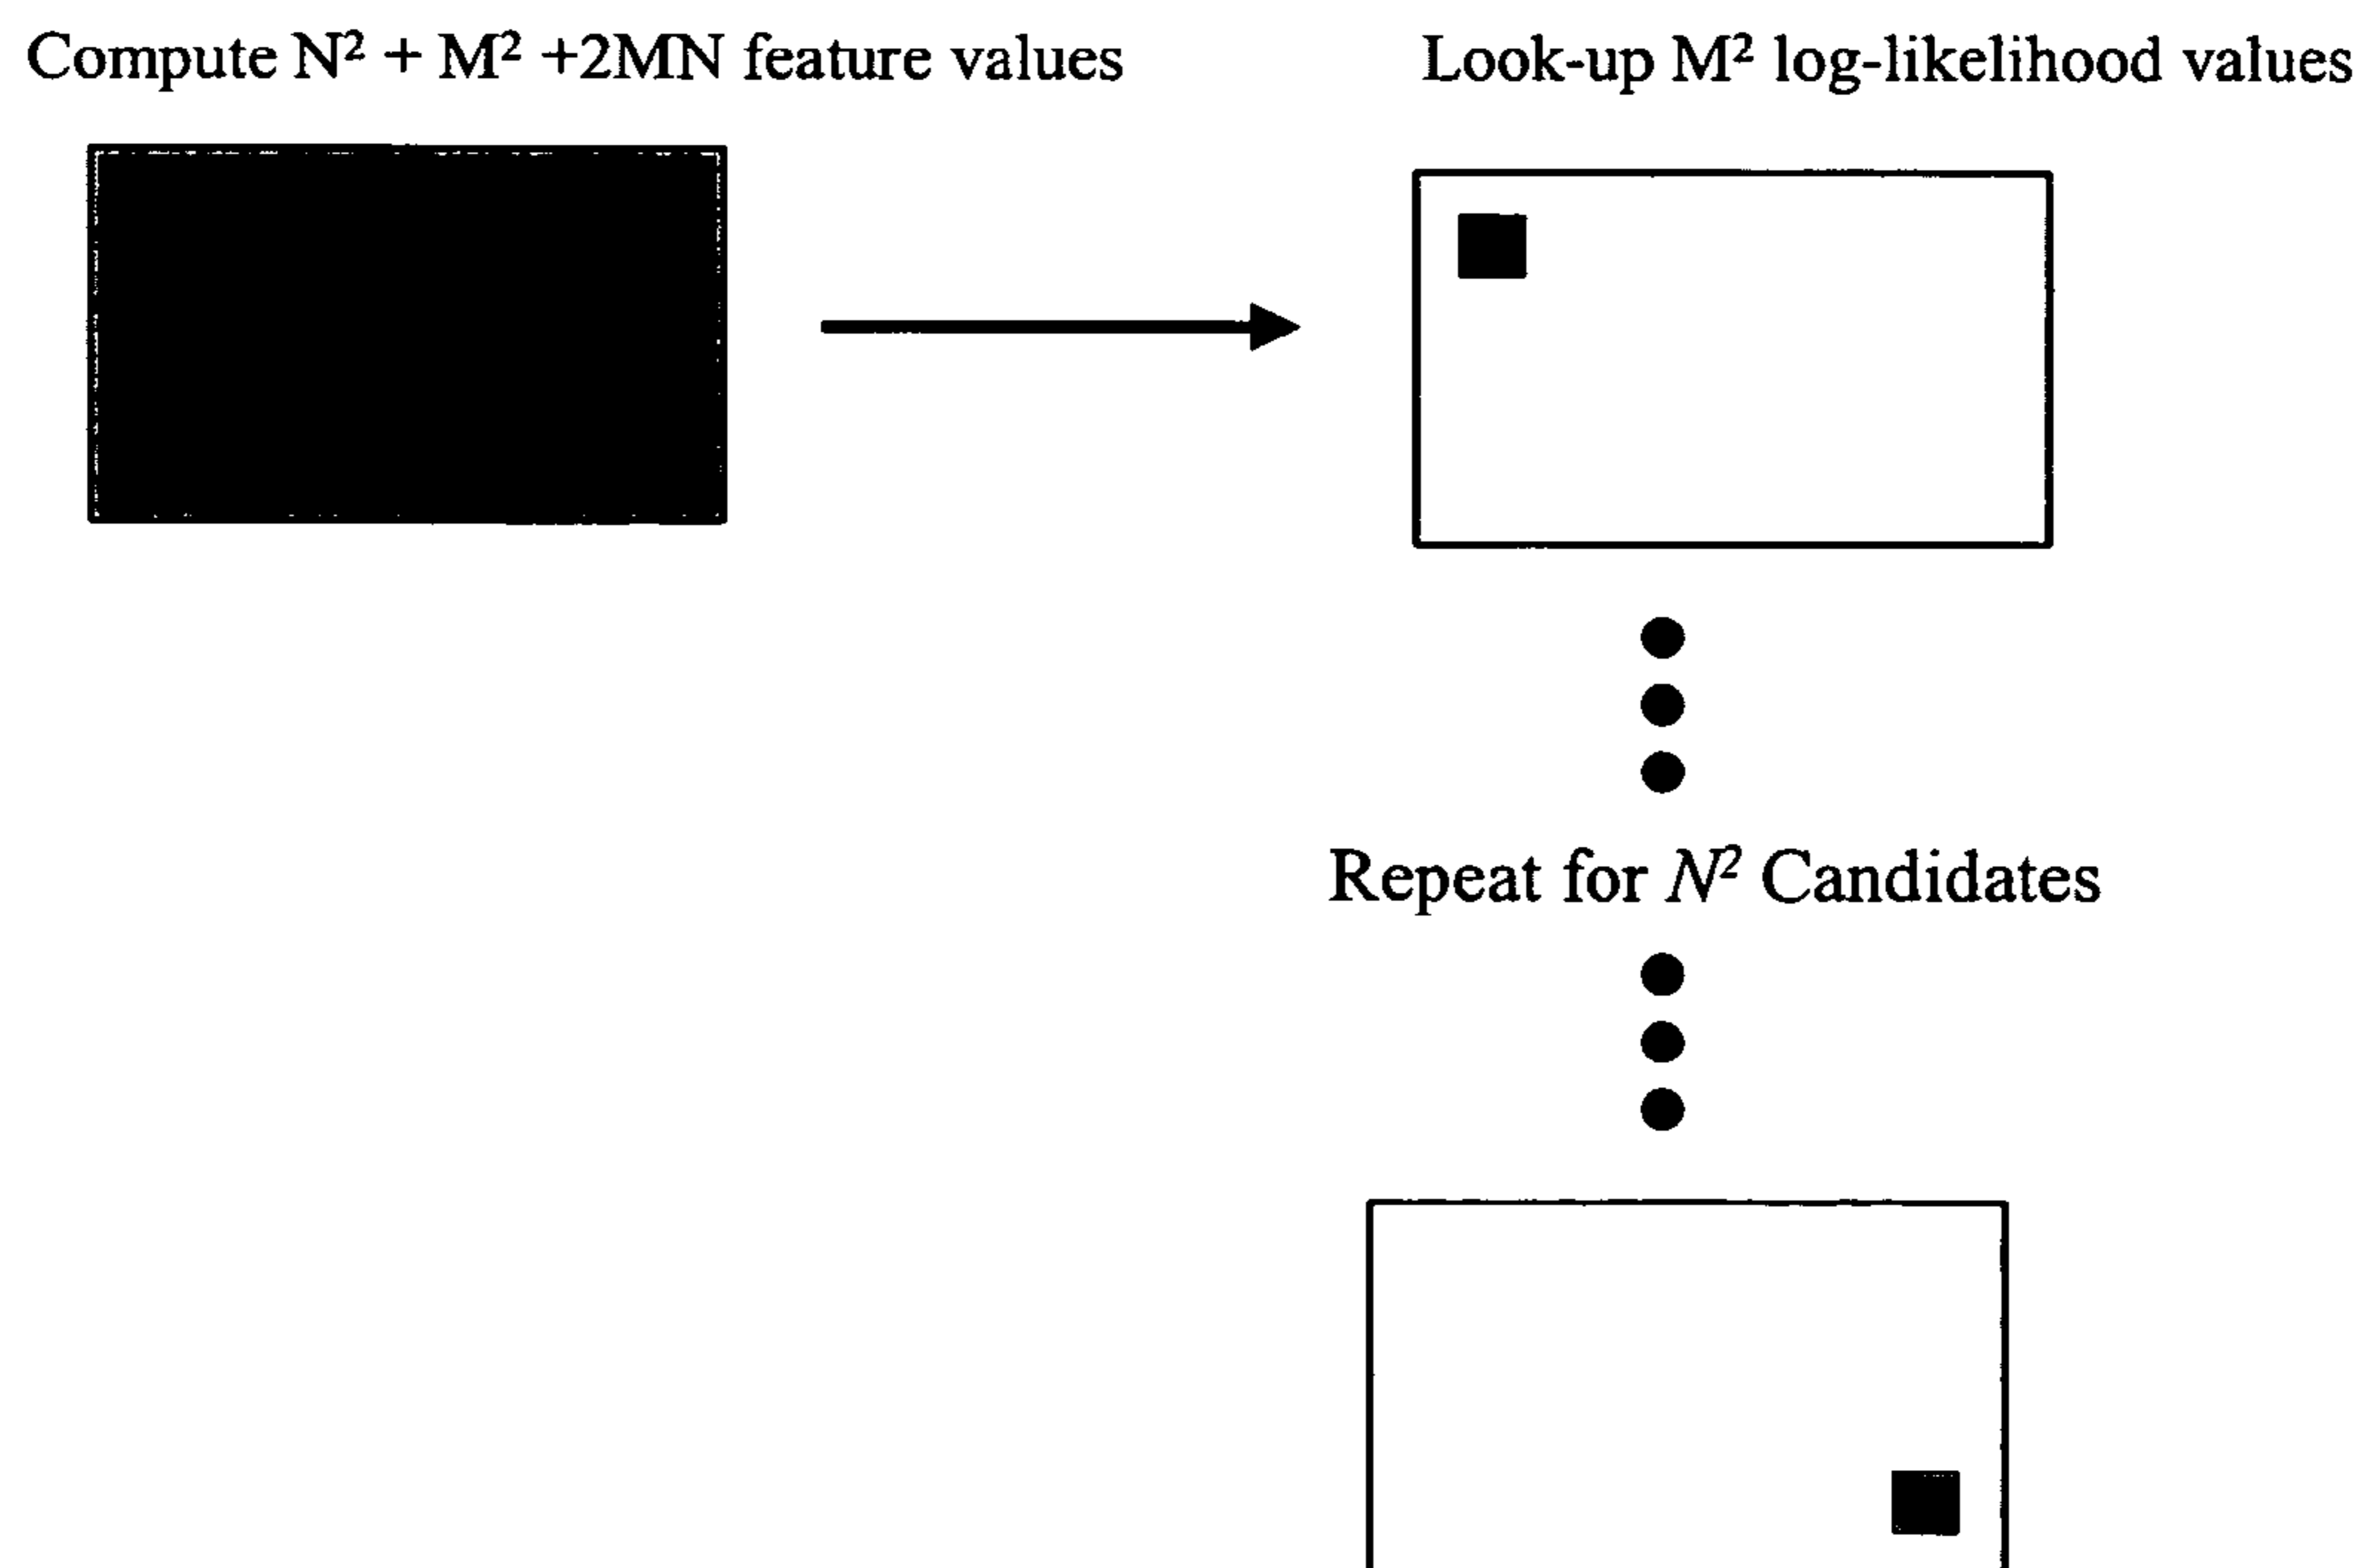 Compute N² + M² +2MN feature values
Look-up M² log-likelihood values
Repeat for N² Candidates